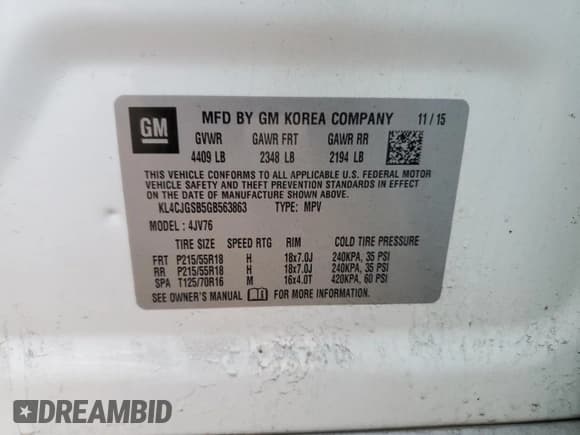 GM
MFD BY GM KOREA COMPANY 11/15
GVWR GAWR FRT GAWR RR
4409 LB 2348 LB 2194 LB
THIS VEHICLE CONFORMS TO ALL APPLICABLE U.S. FEDERAL MOTOR
VEHICLE SAFETY AND THEFT PREVENTION STANDARDS IN EFFECT ON
THE DATE OF MANUFACTURE SHOWN ABOVE.
KL4CJGSB5GB563863 TYPE: MPV
MODEL: 4JV76
TIRE SIZE SPEED RTG RIM COLD TIRE PRESSURE
FRT P215/55R18 H 18x7.0J 240KPA, 35 PSI
RR P215/55R18 H 18x7.0J 240KPA, 35 PSI
SPA T125/70R16 M 16x4.0T 420KPA, 60 PSI
SEE OWNER'S MANUAL FOR MORE INFORMATION.
DREAMBID